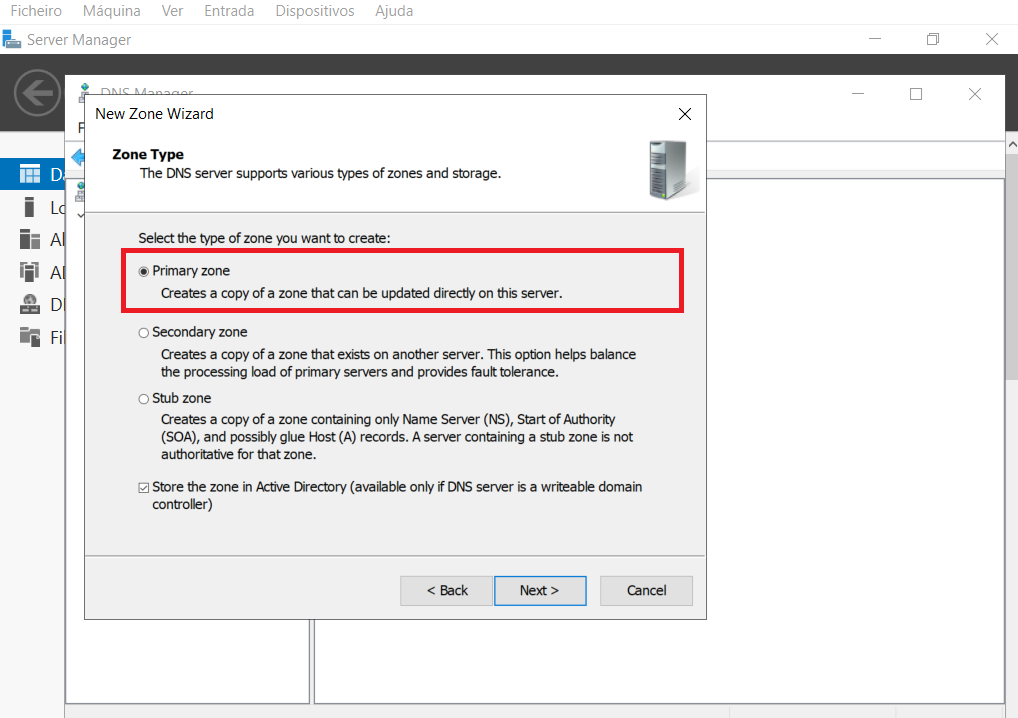 Ficheiro Máquina Ver Entrada Dispositivos Ajuda
Server Manager
DNS Manager
New Zone Wizard
Zone Type
The DNS server supports various types of zones and storage.
Select the type of zone you want to create:
Primary zone
Creates a copy of a zone that can be updated directly on this server.
Secondary zone
Creates a copy of a zone that exists on another server. This option helps balance
the processing load of primary servers and provides fault tolerance.
Stub zone
Creates a copy of a zone containing only Name Server (NS), Start of Authority
(SOA), and possibly glue Host (A) records. A server containing a stub zone is not
authoritative for that zone.
Store the zone in Active Directory (available only if DNS server is a writeable domain
controller)
< Back Next > Cancel